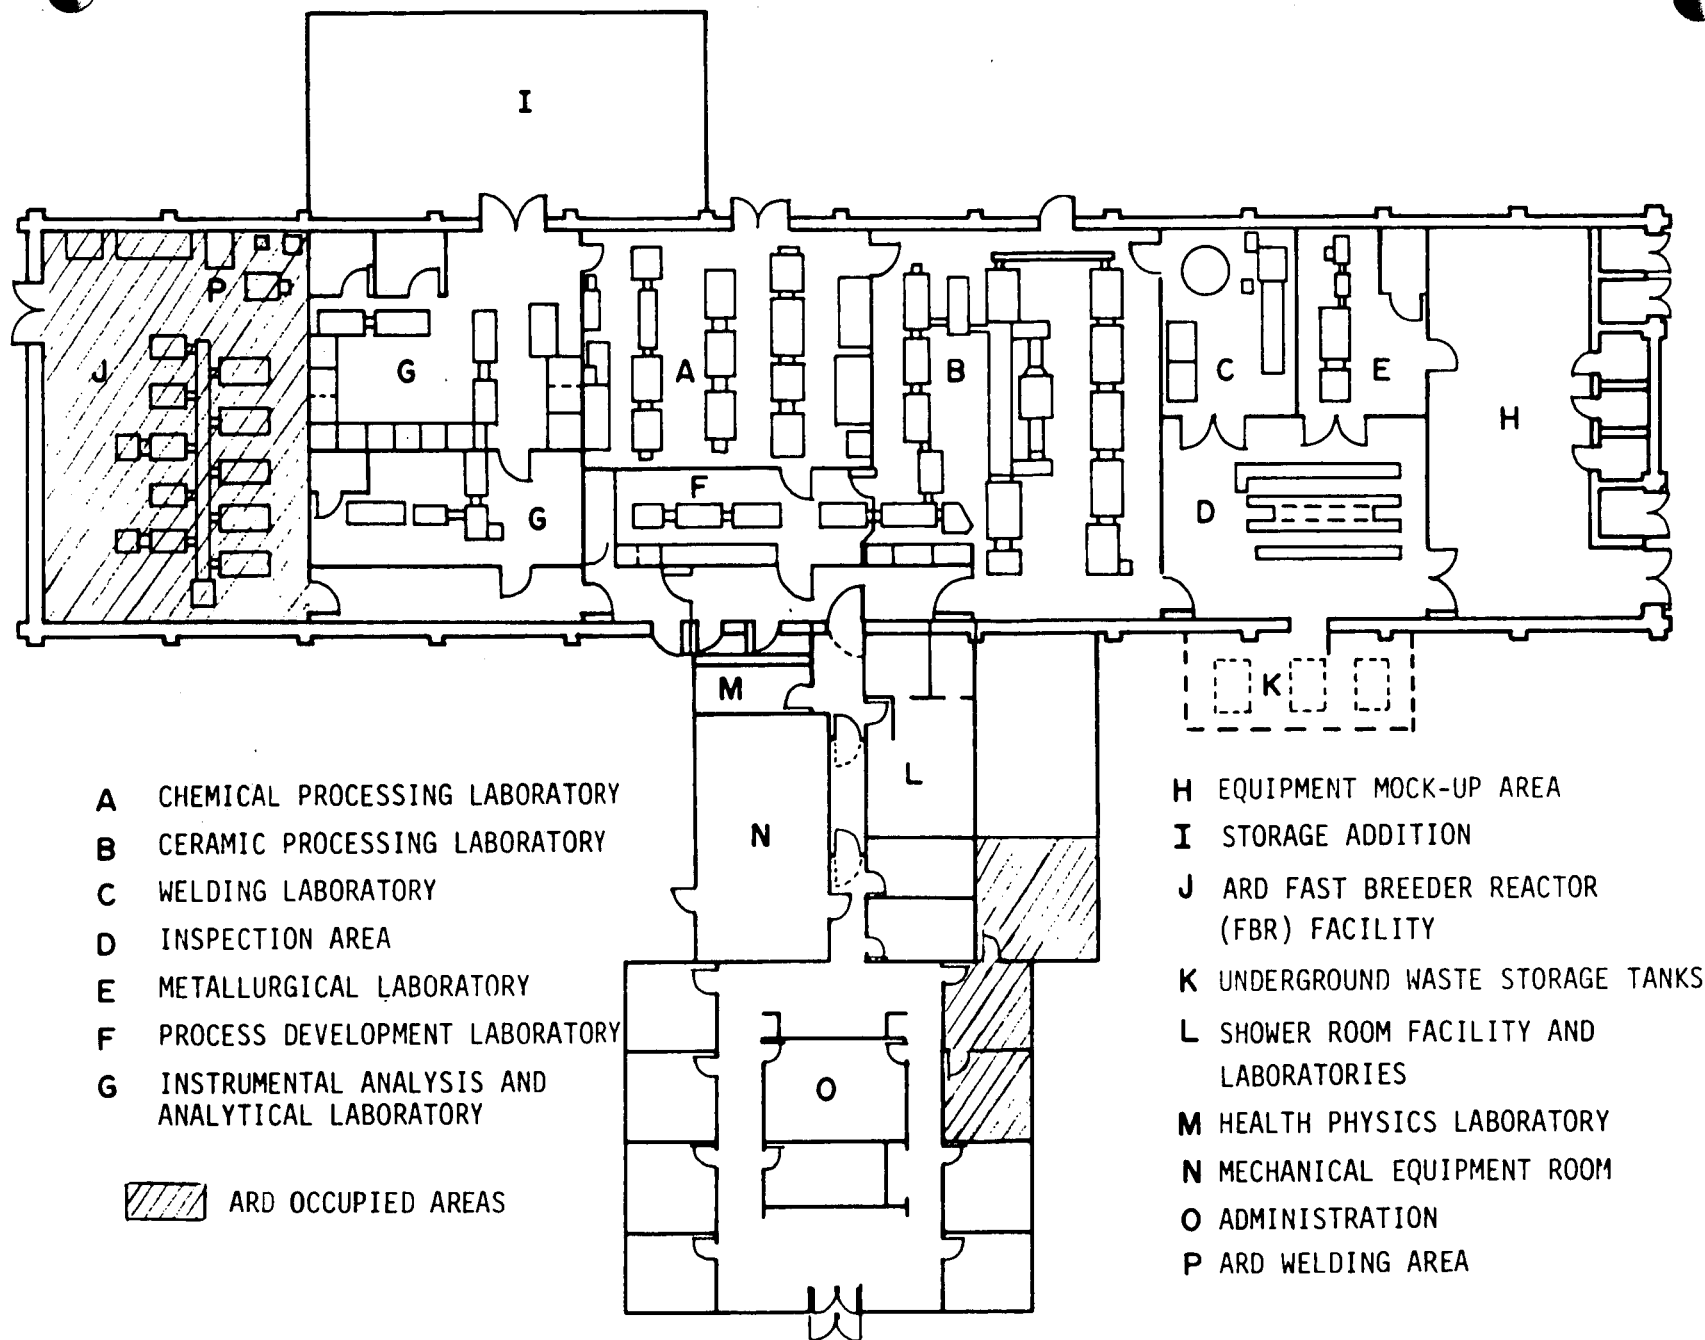 I
P
J
G
A
B
C
E
H
F
G
D
M
K
L
N
O
A CHEMICAL PROCESSING LABORATORY
B CERAMIC PROCESSING LABORATORY
C WELDING LABORATORY
D INSPECTION AREA
E METALLURGICAL LABORATORY
F PROCESS DEVELOPMENT LABORATORY
G INSTRUMENTAL ANALYSIS AND
ANALYTICAL LABORATORY
ARD OCCUPIED AREAS
H EQUIPMENT MOCK-UP AREA
I STORAGE ADDITION
J ARD FAST BREEDER REACTOR
(FBR) FACILITY
K UNDERGROUND WASTE STORAGE TANKS
L SHOWER ROOM FACILITY AND
LABORATORIES
M HEALTH PHYSICS LABORATORY
N MECHANICAL EQUIPMENT ROOM
O ADMINISTRATION
P ARD WELDING AREA